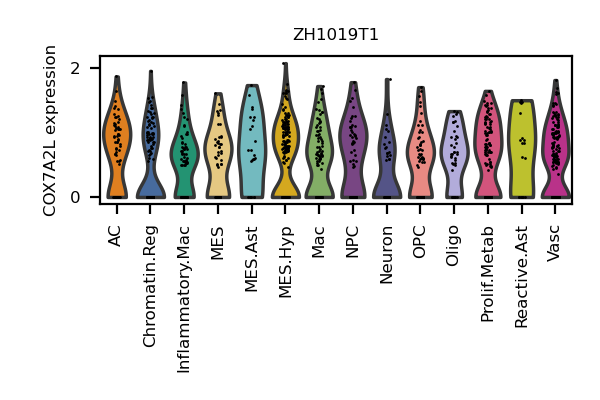 ZH1019T1
COX7A2L expression
2
0
AC
Chromatin.Reg
Inflammatory.Mac
MES
MES.Ast
MES.Hyp
Mac
NPC
Neuron
OPC
Oligo
Prolif.Metab
Reactive.Ast
Vasc